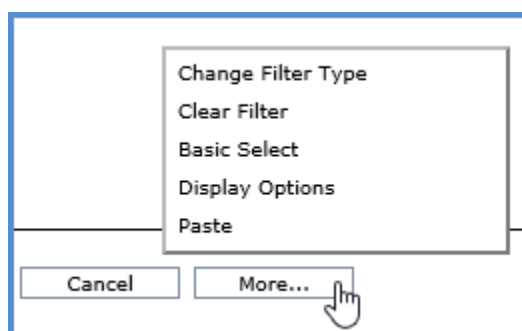 Change Filter Type
Clear Filter
Basic Select
Display Options
Paste
Cancel More...